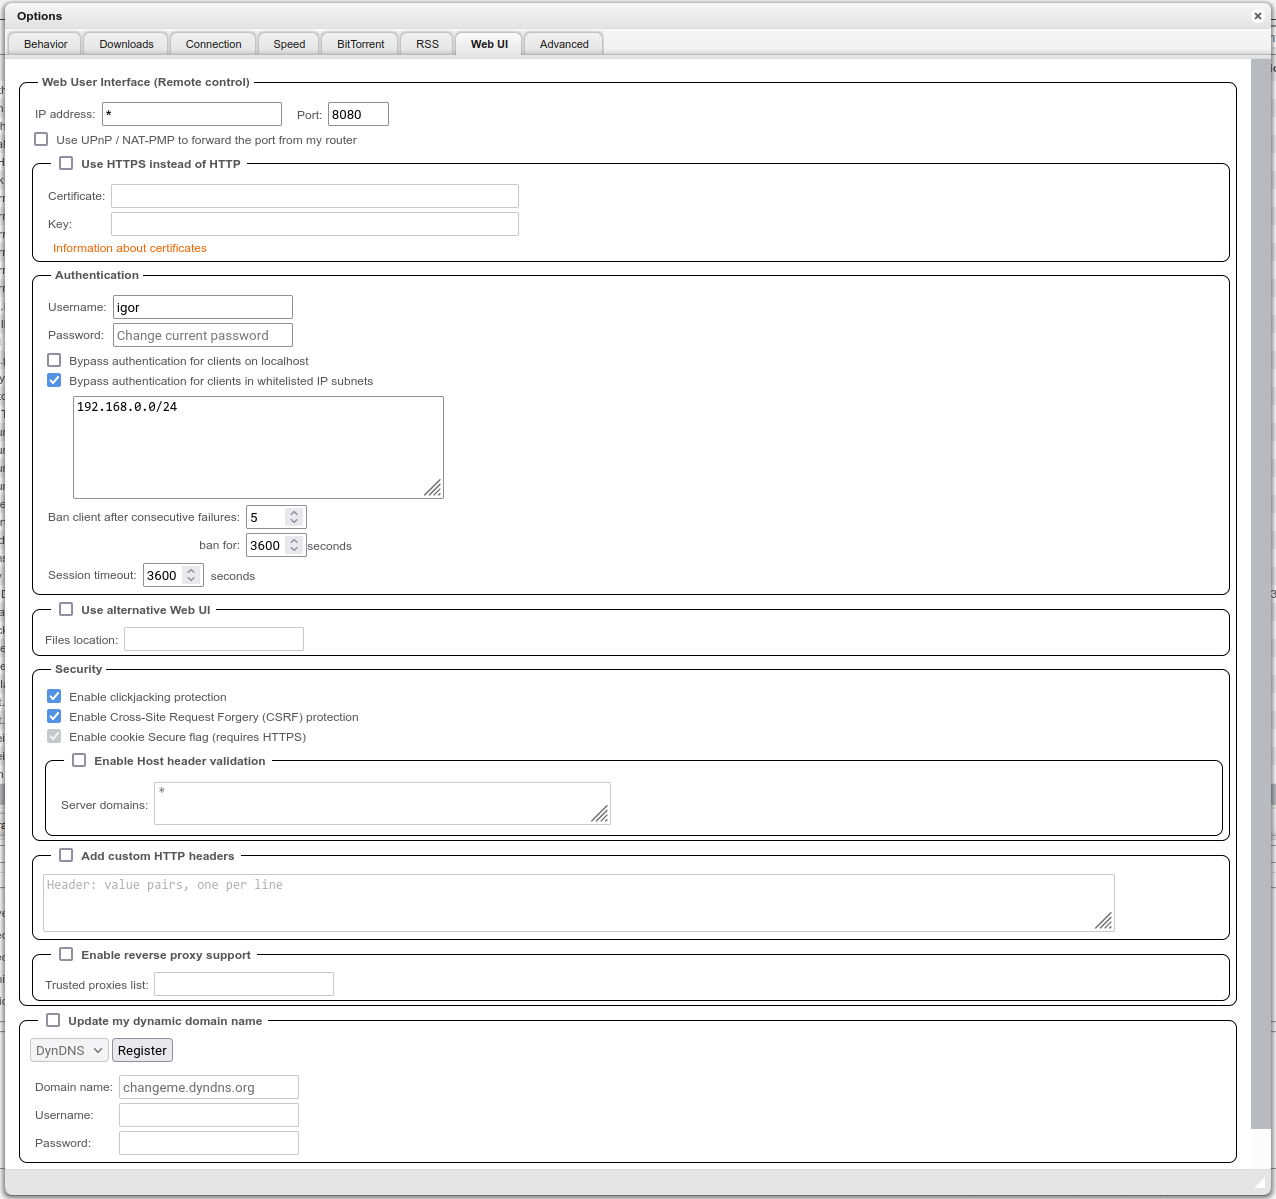 Options
Behavior Downloads Connection Speed BitTorrent RSS Web UI Advanced
Web User Interface (Remote control)
IP address: * Port: 8080
Use UPnP / NAT-PMP to forward the port from my router
Use HTTPS instead of HTTP
Certificate:
Key:
Information about certificates
Authentication
Username: igor
Password: Change current password
Bypass authentication for clients on localhost
Bypass authentication for clients in whitelisted IP subnets
192.168.0.0/24
Ban client after consecutive failures: 5
ban for: 3600 seconds
Session timeout: 3600 seconds
Use alternative Web UI
Files location:
Security
Enable clickjacking protection
Enable Cross-Site Request Forgery (CSRF) protection
Enable cookie Secure flag (requires HTTPS)
Enable Host header validation
Server domains: *
Add custom HTTP headers
Header: value pairs, one per line
Enable reverse proxy support
Trusted proxies list:
Update my dynamic domain name
DynDNS Register
Domain name: changeme.dyndns.org
Username:
Password: